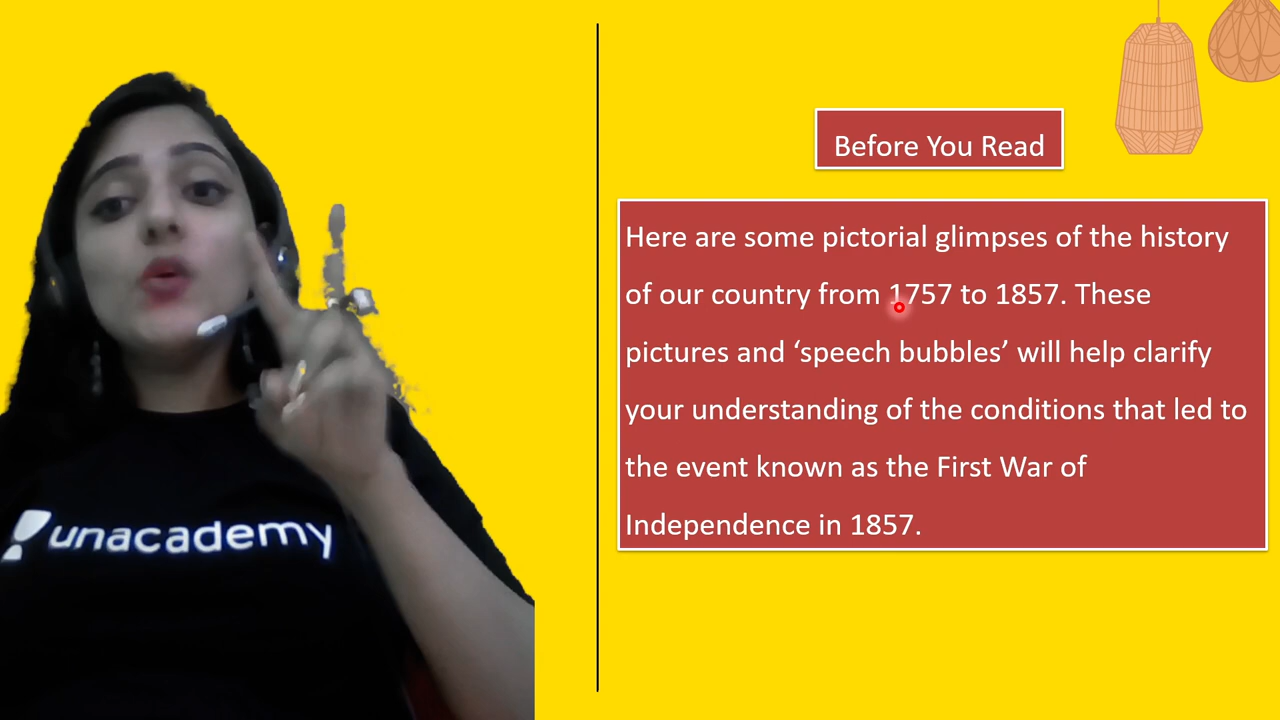 Before You Read
Here are some pictorial glimpses of the history
of our country from 1757 to 1857. These
pictures and ‘speech bubbles’ will help clarify
your understanding of the conditions that led to
the event known as the First War of
Independence in 1857.
unacademy